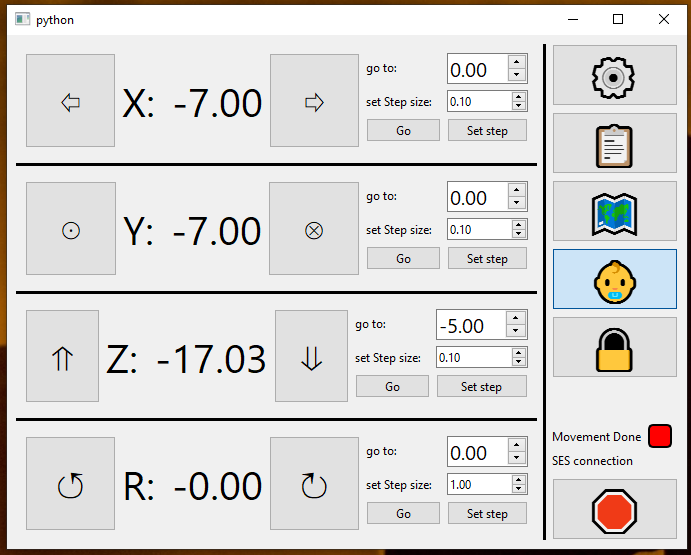 python
X: -7.00
go to:
0.00
set Step size:
0.10
Go
Set step
Y: -7.00
go to:
0.00
set Step size:
0.10
Go
Set step
Z: -17.03
go to:
-5.00
set Step size:
0.10
Go
Set step
R: -0.00
go to:
0.00
set Step size:
1.00
Go
Set step
Movement Done
SES connection